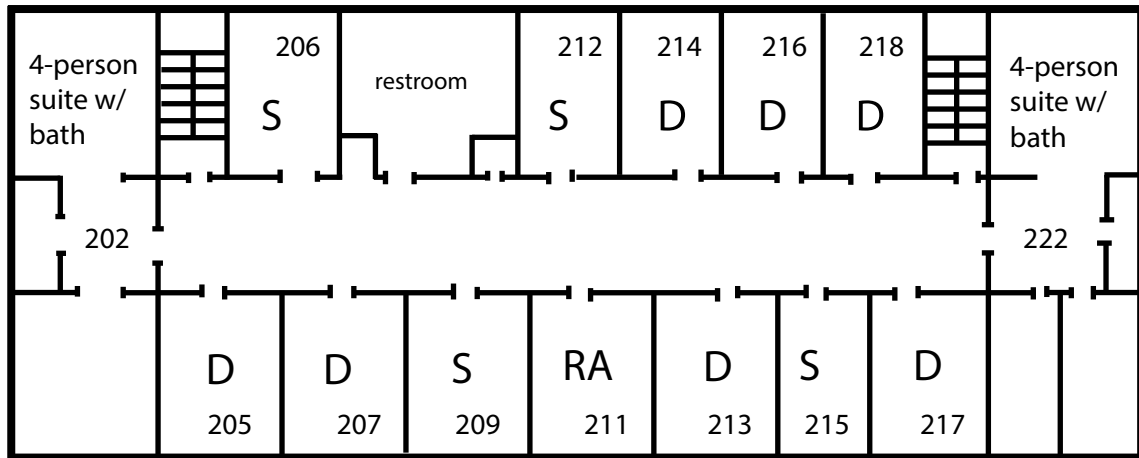 4-person
suite w/
bath
206
S
restroom
212
S
214
D
216
D
218
D
4-person
suite w/
bath
202
222
D
205
D
207
S
209
RA
211
D
213
S
215
D
217